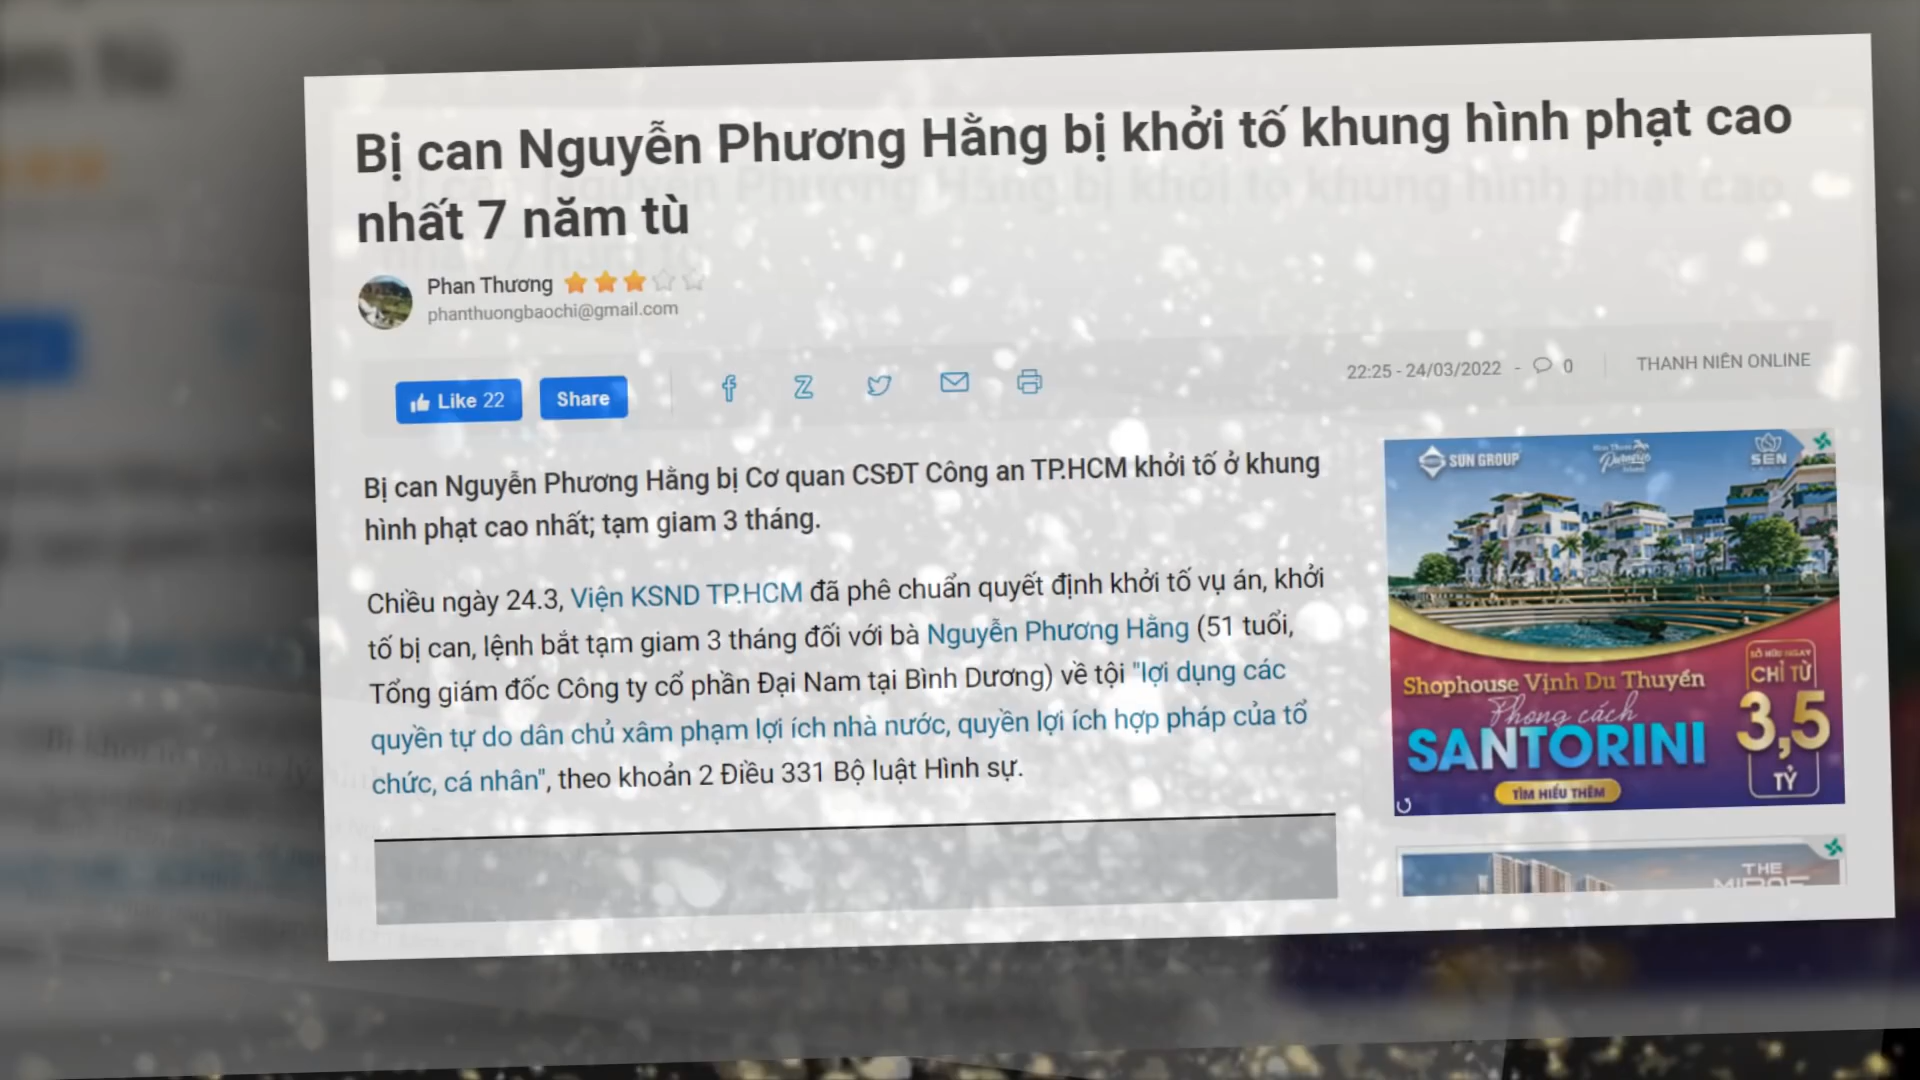 Bị can Nguyễn Phương Hằng bị khởi tố khung hình phạt cao
nhất 7 năm tù
Phan Thương
phanthuongbaochi@gmail.com
Like 22
Share
22:25 - 24/03/2022 - 0
THANH NIÊN ONLINE
Bị can Nguyễn Phương Hằng bị Cơ quan CSĐT Công an TP.HCM khởi tố ở khung
hình phạt cao nhất; tạm giam 3 tháng.
Chiều ngày 24.3, Viện KSND TP.HCM đã phê chuẩn quyết định khởi tố vụ án, khởi
tố bị can, lệnh bắt tạm giam 3 tháng đối với bà Nguyễn Phương Hằng (51 tuổi,
Tổng giám đốc Công ty cổ phần Đại Nam tại Bình Dương) về tội "lợi dụng các
quyền tự do dân chủ xâm phạm lợi ích nhà nước, quyền lợi ích hợp pháp của tổ
chức, cá nhân", theo khoản 2 Điều 331 Bộ luật Hình sự.
SUN GROUP
SEN
Shophouse Vịnh Du Thuyền
Phong cách
SANTORINI
TÌM HIỂU THÊM
SỞ HỮU NGAY
CHỈ TỪ
3,5
TỶ
THE